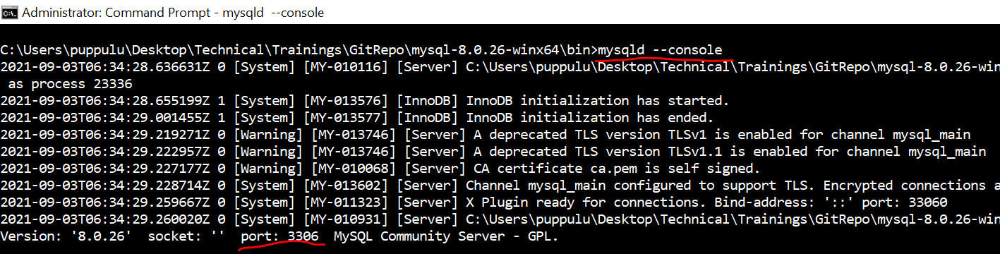 Administrator: Command Prompt - mysqld  --console
C:\Users\puppulu\Desktop\Technical\Trainings\GitRepo\mysql-8.0.26-winx64\bin>mysqld --console
2021-09-03T06:34:28.636631Z 0 [System] [MY-010116] [Server] C:\Users\puppulu\Desktop\Technical\Trainings\GitRepo\mysql-8.0.26-win
 as process 23336
2021-09-03T06:34:28.655199Z 1 [System] [MY-013576] [InnoDB] InnoDB initialization has started.
2021-09-03T06:34:29.001455Z 1 [System] [MY-013577] [InnoDB] InnoDB initialization has ended.
2021-09-03T06:34:29.219271Z 0 [Warning] [MY-013746] [Server] A deprecated TLS version TLSv1 is enabled for channel mysql_main
2021-09-03T06:34:29.222957Z 0 [Warning] [MY-013746] [Server] A deprecated TLS version TLSv1.1 is enabled for channel mysql_main
2021-09-03T06:34:29.227177Z 0 [Warning] [MY-010068] [Server] CA certificate ca.pem is self signed.
2021-09-03T06:34:29.228714Z 0 [System] [MY-013602] [Server] Channel mysql_main configured to support TLS. Encrypted connections a
2021-09-03T06:34:29.259667Z 0 [System] [MY-011323] [Server] X Plugin ready for connections. Bind-address: '::' port: 33060
2021-09-03T06:34:29.260020Z 0 [System] [MY-010931] [Server] C:\Users\puppulu\Desktop\Technical\Trainings\GitRepo\mysql-8.0.26-win
Version: '8.0.26'  socket: ''  port: 3306  MySQL Community Server - GPL.